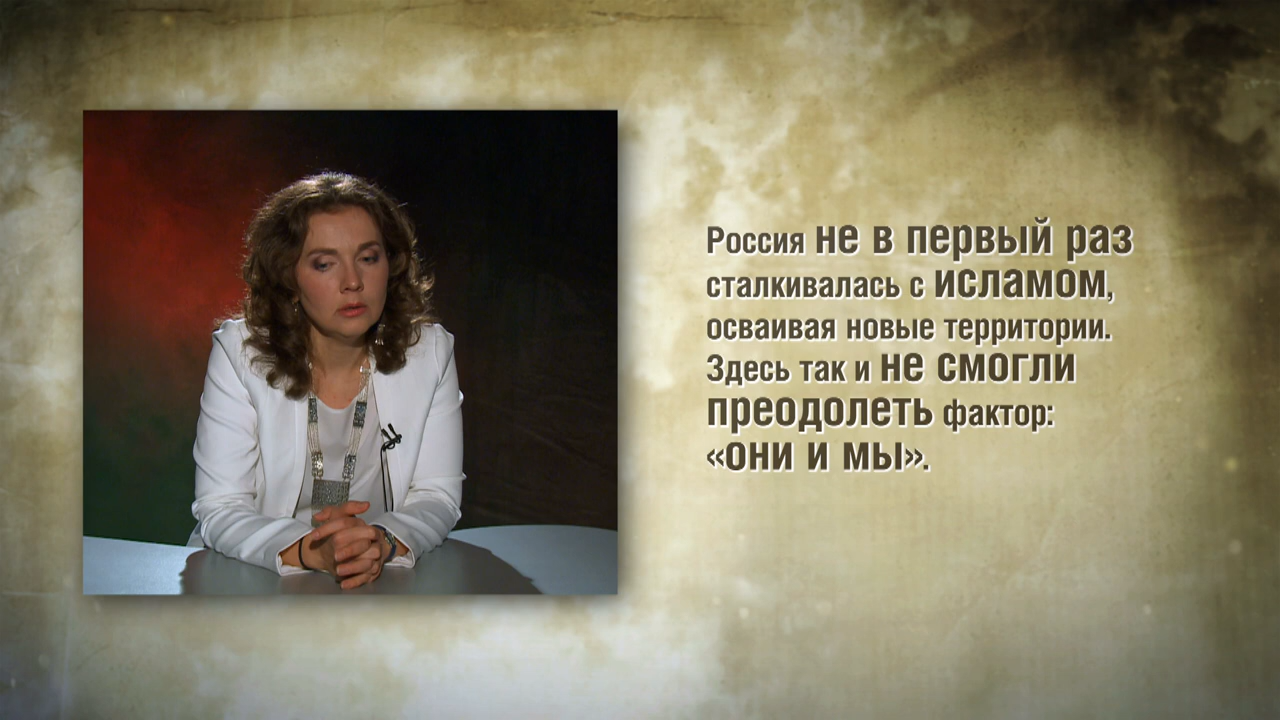 Россия не в первый раз
сталкивалась с исламом,
осваивая новые территории.
Здесь так и не смогли
преодолеть фактор:
«они и мы».